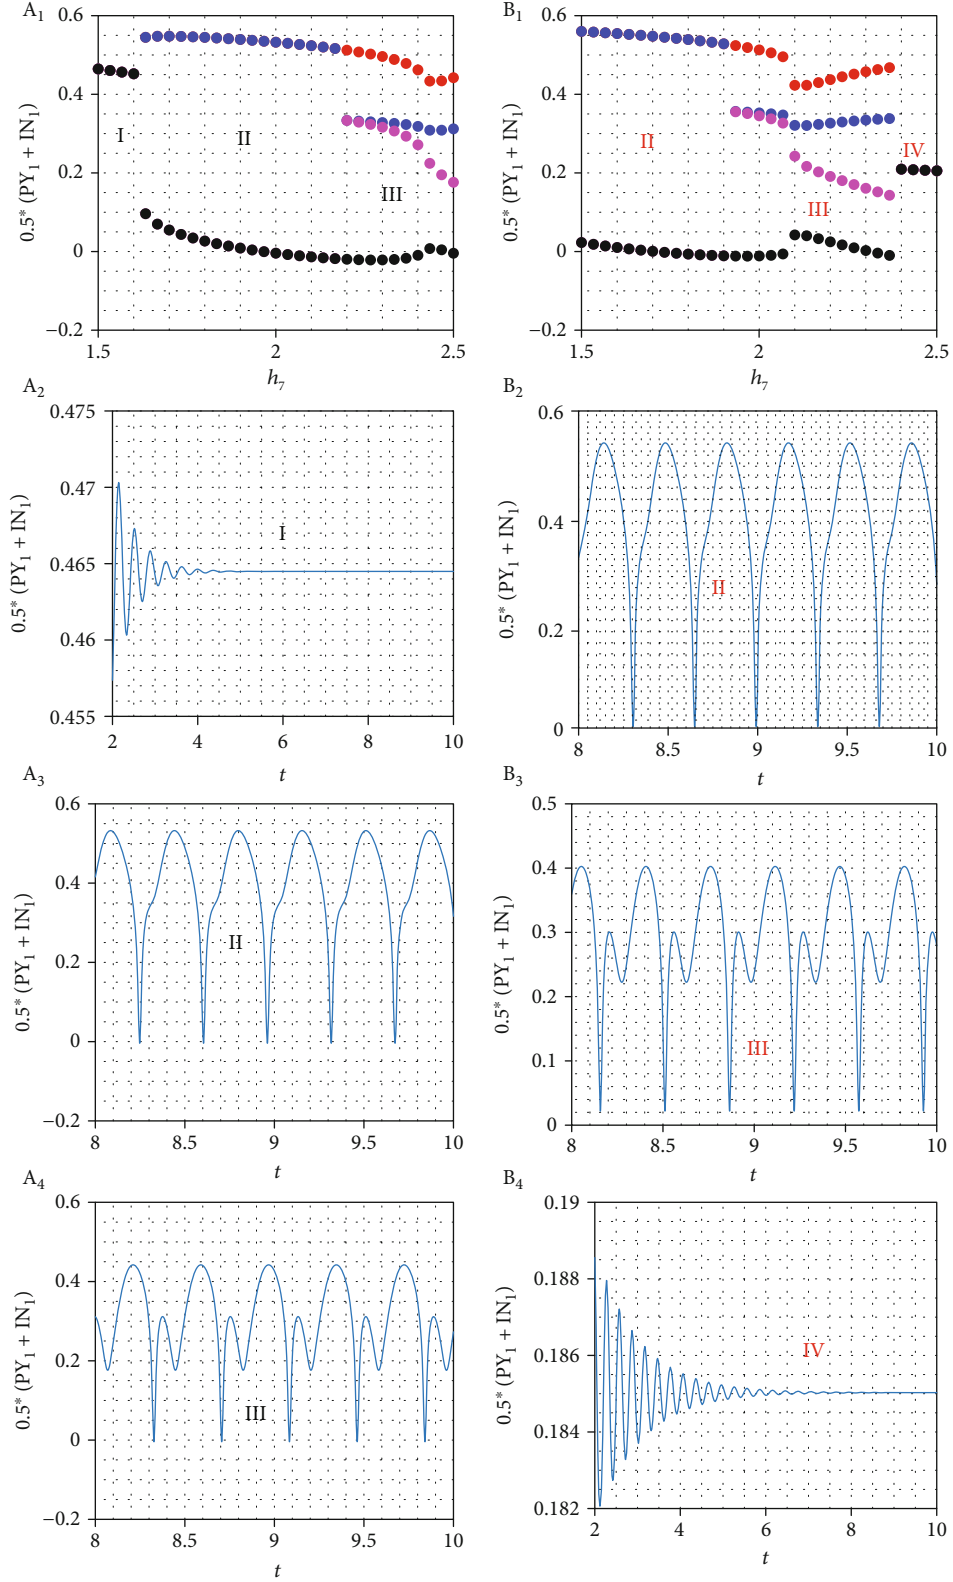 A1
0.6
0.4
0.2
0
−0.2
1.5
2
2.5
h7
0.5* (PY1 + IN1)
I
II
III
B1
0.6
0.4
0.2
0
−0.2
1.5
2
2.5
h7
0.5* (PY1 + IN1)
II
III
IV
A2
0.475
0.47
0.465
0.46
0.455
2
4
6
8
10
t
0.5* (PY1 + IN1)
I
B2
0.6
0.4
0.2
0
8
8.5
9
9.5
10
t
0.5* (PY1 + IN1)
II
A3
0.6
0.4
0.2
0
−0.2
8
8.5
9
9.5
10
t
0.5* (PY1 + IN1)
II
B3
0.5
0.4
0.3
0.2
0.1
0
8
8.5
9
9.5
10
t
0.5* (PY1 + IN1)
III
A4
0.6
0.4
0.2
0
−0.2
8
8.5
9
9.5
10
t
0.5* (PY1 + IN1)
III
B4
0.19
0.188
0.186
0.184
0.182
2
4
6
8
10
t
0.5* (PY1 + IN1)
IV